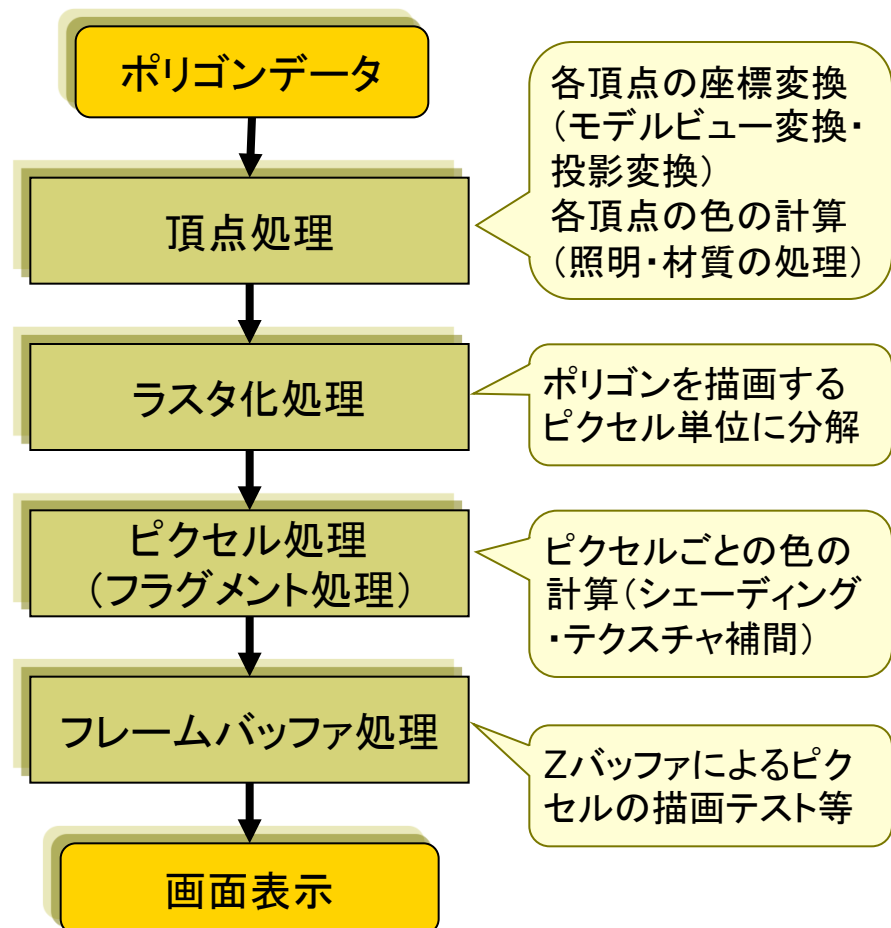 ポリゴンデータ
各頂点の座標変換
（モデルビュー変換・
投影変換）
各頂点の色の計算
（照明・材質の処理）
頂点処理
ラスタ化処理
ポリゴンを描画する
ピクセル単位に分解
ピクセル処理
（フラグメント処理）
ピクセルごとの色の
計算（シェーディング
・テクスチャ補間）
フレームバッファ処理
Zバッファによるピク
セルの描画テスト等
画面表示